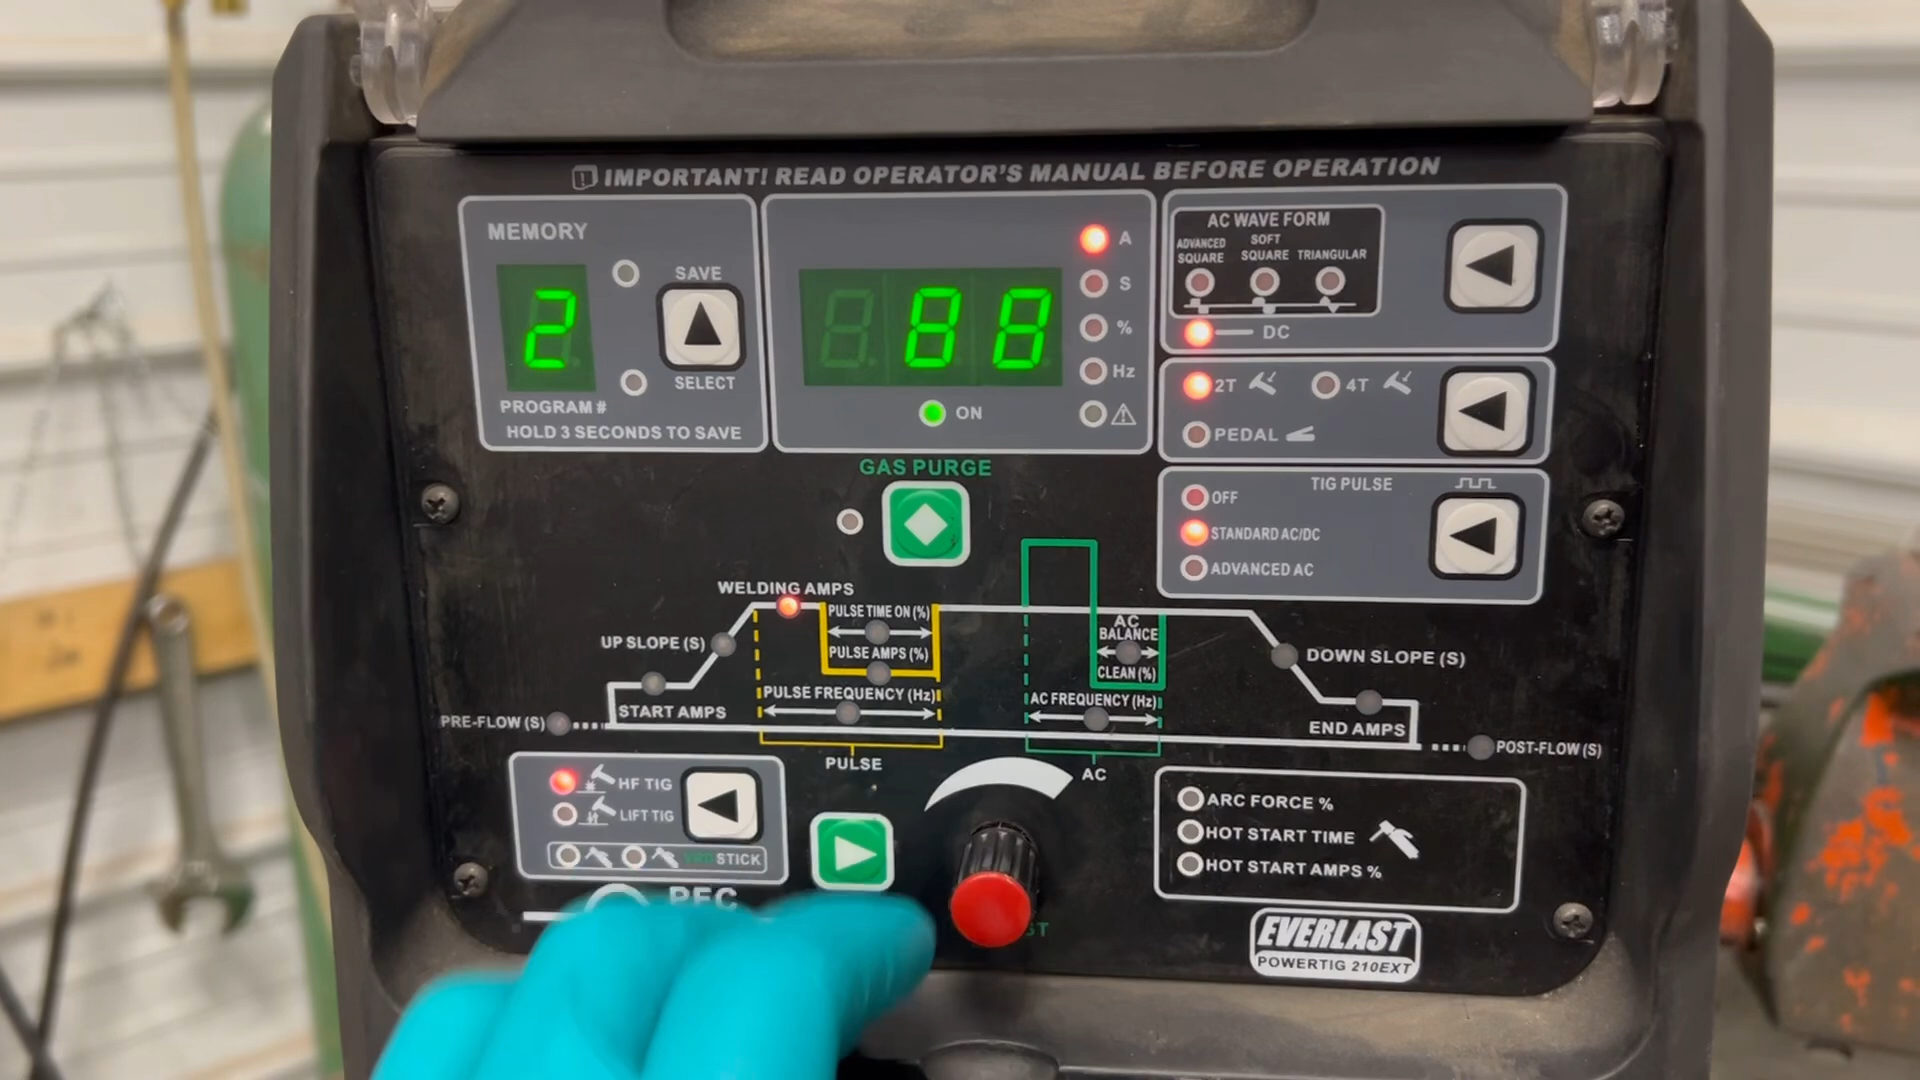 IMPORTANT! READ OPERATOR'S MANUAL BEFORE OPERATION
MEMORY
2
SAVE
SELECT
PROGRAM #
HOLD 3 SECONDS TO SAVE
88
A
S
%
Hz
ON
AC WAVE FORM
ADVANCED SQUARE
SOFT SQUARE
TRIANGULAR
DC
2T
4T
PEDAL
TIG PULSE
OFF
STANDARD AC/DC
ADVANCED AC
GAS PURGE
WELDING AMPS
UP SLOPE (S)
START AMPS
PRE-FLOW (S)
PULSE TIME ON (%)
PULSE AMPS (%)
PULSE FREQUENCY (Hz)
PULSE
AC
BALANCE
CLEAN (%)
AC FREQUENCY (Hz)
AC
DOWN SLOPE (S)
END AMPS
POST-FLOW (S)
HF TIG
LIFT TIG
STICK
ARC FORCE %
HOT START TIME
HOT START AMPS %
PFC
EVERLAST
POWERTIG 210EXT